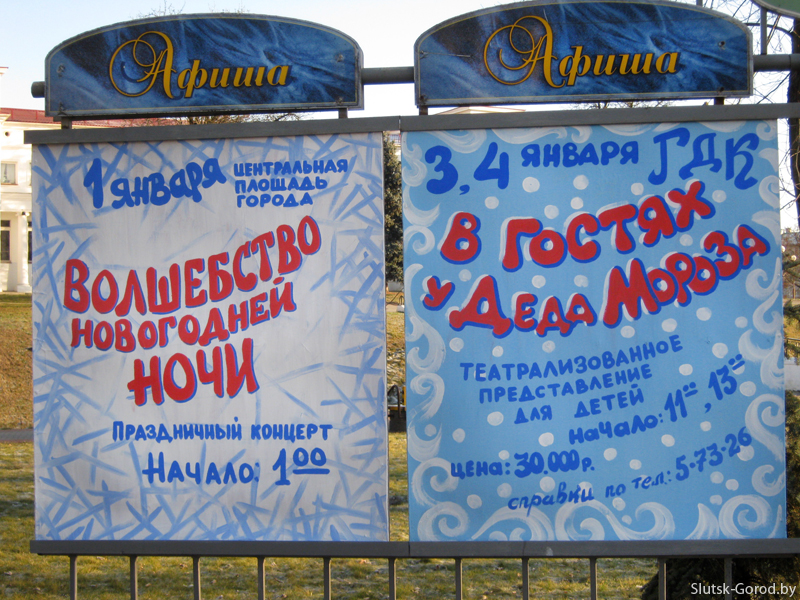 Афиша
1 ЯНВАРЯ ЦЕНТРАЛЬНАЯ
ПЛОЩАДЬ
ГОРОДА
ВОЛШЕБСТВО
НОВОГОДНЕЙ
НОЧИ
ПРАЗДНИЧНЫЙ КОНЦЕРТ
НАЧАЛО: 1⁰⁰
Афиша
3, 4 ЯНВАРЯ ГДК
В ГОСТЯХ
У ДЕДА МОРОЗА
ТЕАТРАЛИЗОВАННОЕ
ПРЕДСТАВЛЕНИЕ
ДЛЯ ДЕТЕЙ
НАЧАЛО: 11⁰⁰, 13⁰⁰
ЦЕНА: 30.000 р.
справки по тел.: 5-73-26
Slutsk-Gorod.by